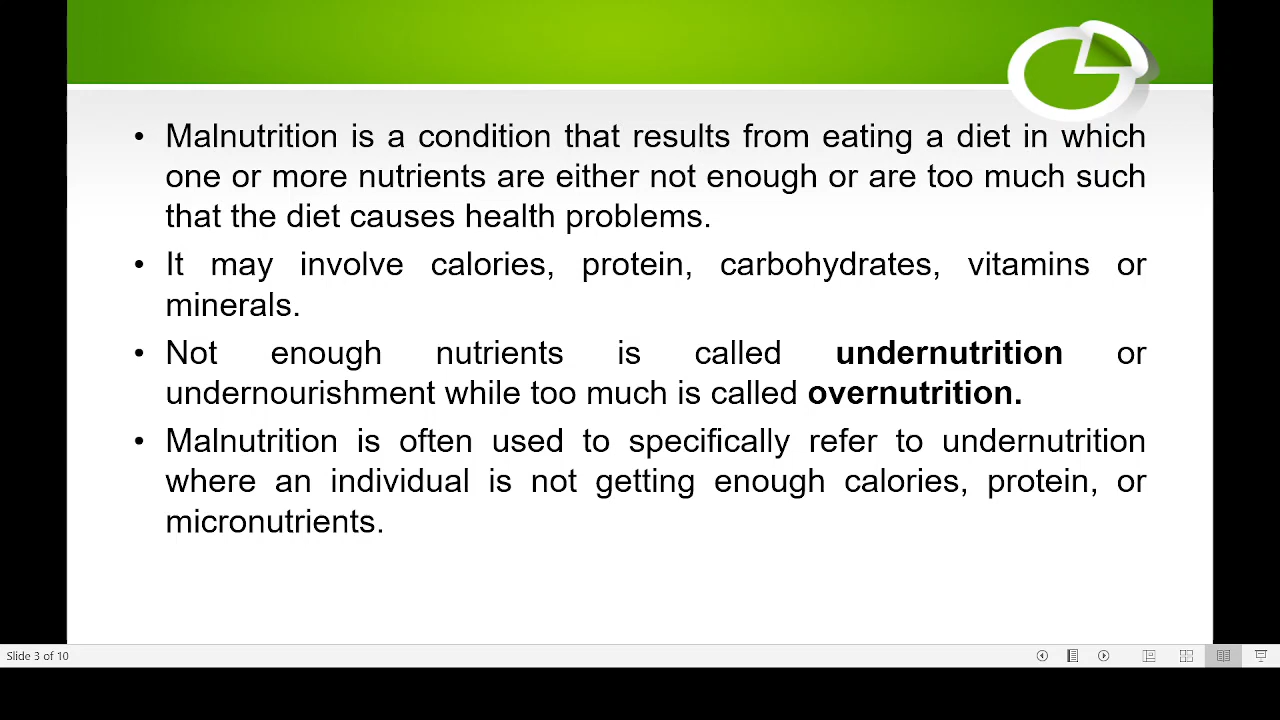 • Malnutrition is a condition that results from eating a diet in which
one or more nutrients are either not enough or are too much such
that the diet causes health problems.
• It may involve calories, protein, carbohydrates, vitamins or
minerals.
• Not enough nutrients is called undernutrition or
undernourishment while too much is called overnutrition.
• Malnutrition is often used to specifically refer to undernutrition
where an individual is not getting enough calories, protein, or
micronutrients.
Slide 3 of 10